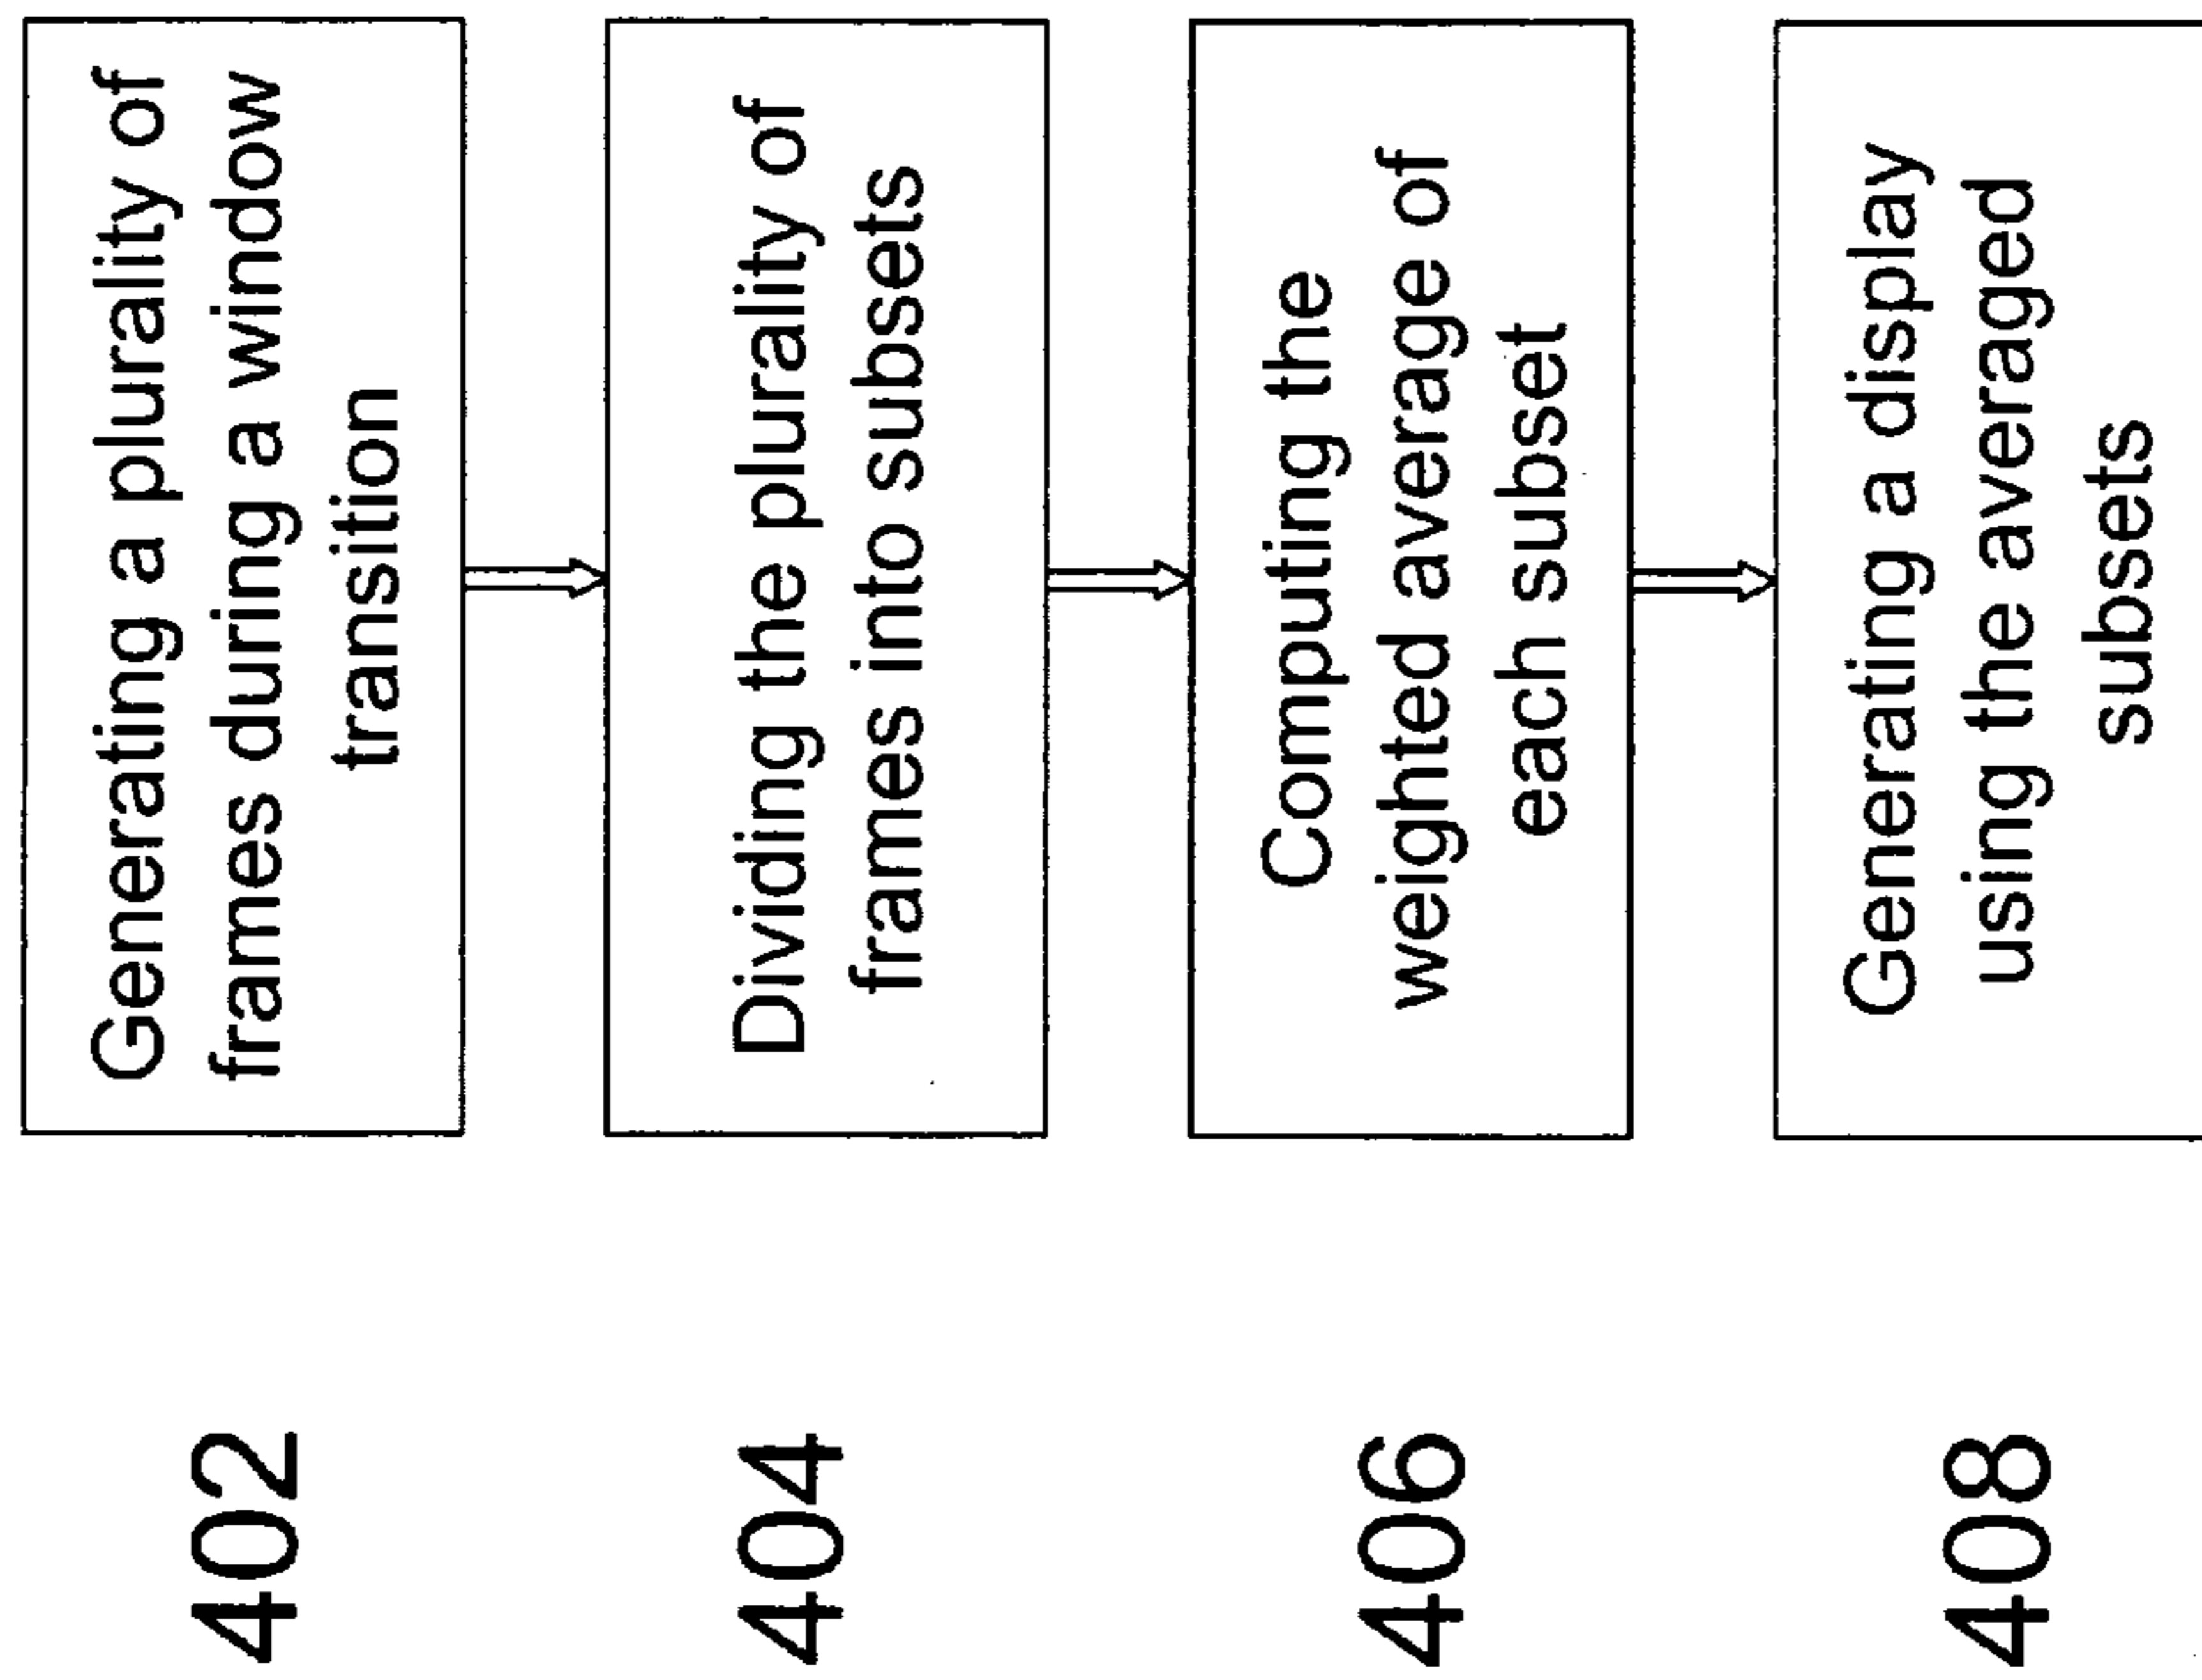 402
Generating a plurality of
frames during a window
transition
404
Dividing the plurality of
frames into subsets
406
Computing the
weighted average of
each subset
408
Generating a display
using the averaged
subsets